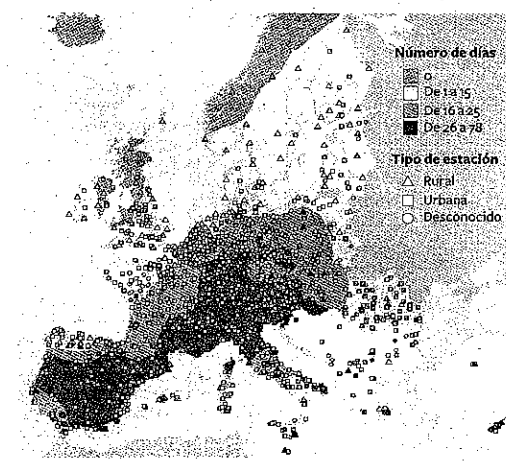 Número de días
0
De 1 a 15
De 16 a 25
De 26 a 78
Tipo de estación
Rural
Urbana
Desconocido